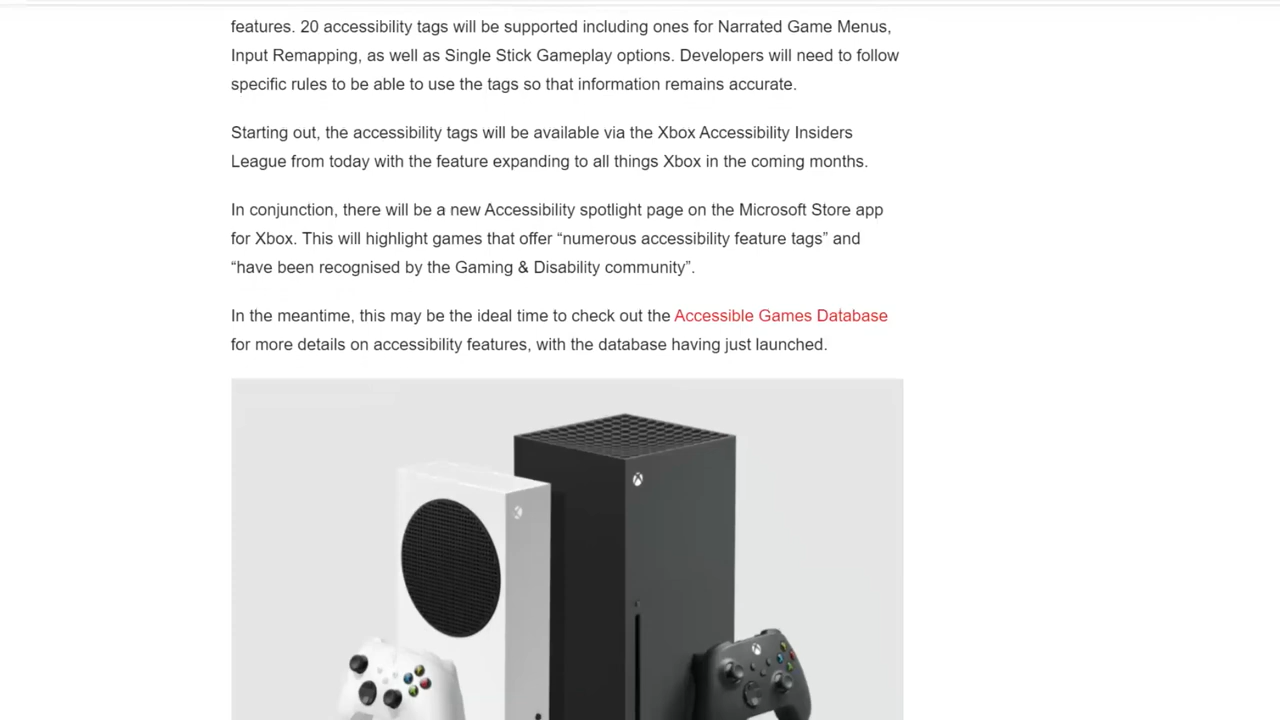 features. 20 accessibility tags will be supported including ones for Narrated Game Menus,
Input Remapping, as well as Single Stick Gameplay options. Developers will need to follow
specific rules to be able to use the tags so that information remains accurate.
Starting out, the accessibility tags will be available via the Xbox Accessibility Insiders
League from today with the feature expanding to all things Xbox in the coming months.
In conjunction, there will be a new Accessibility spotlight page on the Microsoft Store app
for Xbox. This will highlight games that offer “numerous accessibility feature tags” and
“have been recognised by the Gaming & Disability community”.
In the meantime, this may be the ideal time to check out the Accessible Games Database
for more details on accessibility features, with the database having just launched.